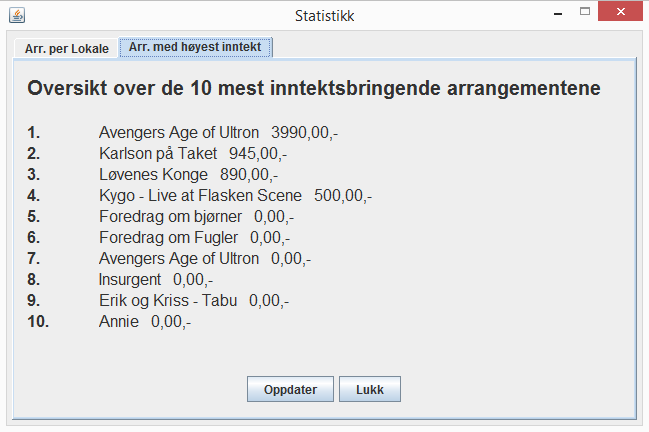 Statistikk
Arr. per Lokale Arr. med høyest inntekt
Oversikt over de 10 mest inntektsbringende arrangementene
1. Avengers Age of Ultron 3990,00,-
2. Karlson på Taket 945,00,-
3. Løvenes Konge 890,00,-
4. Kygo - Live at Flasken Scene 500,00,-
5. Foredrag om bjørner 0,00,-
6. Foredrag om Fugler 0,00,-
7. Avengers Age of Ultron 0,00,-
8. Insurgent 0,00,-
9. Erik og Kriss - Tabu 0,00,-
10. Annie 0,00,-
Oppdater Lukk